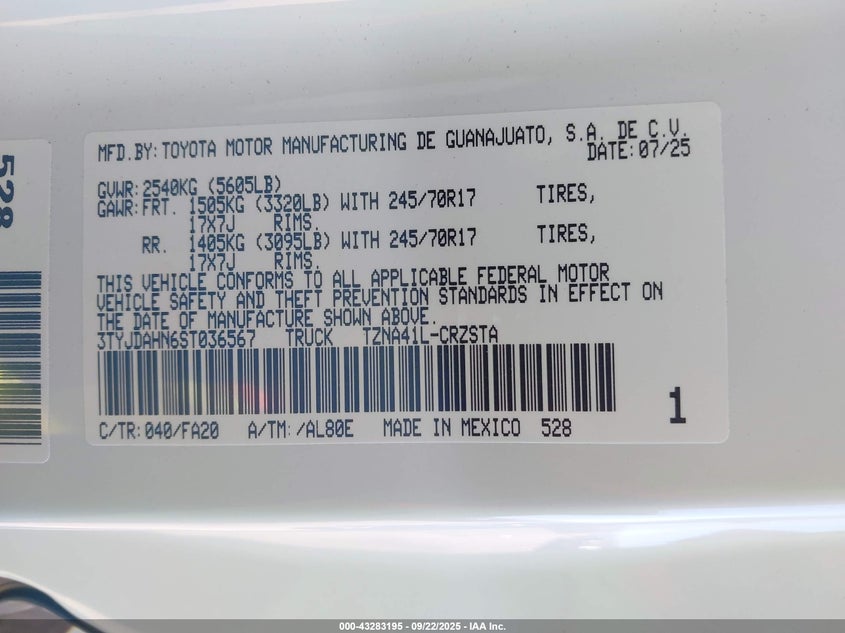 MFD.BY:TOYOTA MOTOR MANUFACTURING DE GUANAJUATO, S.A. DE C.V.
DATE:07/25
GVWR:2540KG (5605LB)
GAWR:FRT. 1505KG (3320LB) WITH 245/70R17 TIRES,
17X7J RIMS.
RR. 1405KG (3095LB) WITH 245/70R17 TIRES,
17X7J RIMS.
THIS VEHICLE CONFORMS TO ALL APPLICABLE FEDERAL MOTOR
VEHICLE SAFETY AND THEFT PREVENTION STANDARDS IN EFFECT ON
THE DATE OF MANUFACTURE SHOWN ABOVE.
3TYJDAHN6ST036567 TRUCK TZNA41L-CRZSTA
1
C/TR:040/FA20 A/TM:/AL80E MADE IN MEXICO 528
528
000-43283195 - 09/22/2025 - IAA Inc.